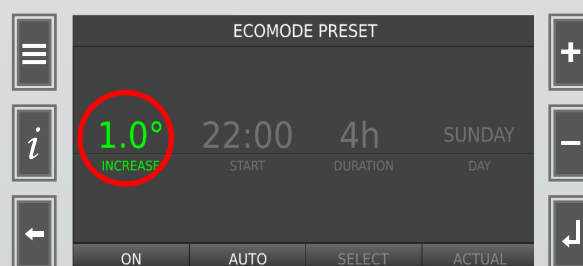 ECOMODE PRESET
1.0° 22:00 4h SUNDAY
INCREASE START DURATION DAY
ON AUTO SELECT ACTUAL
i
+
−